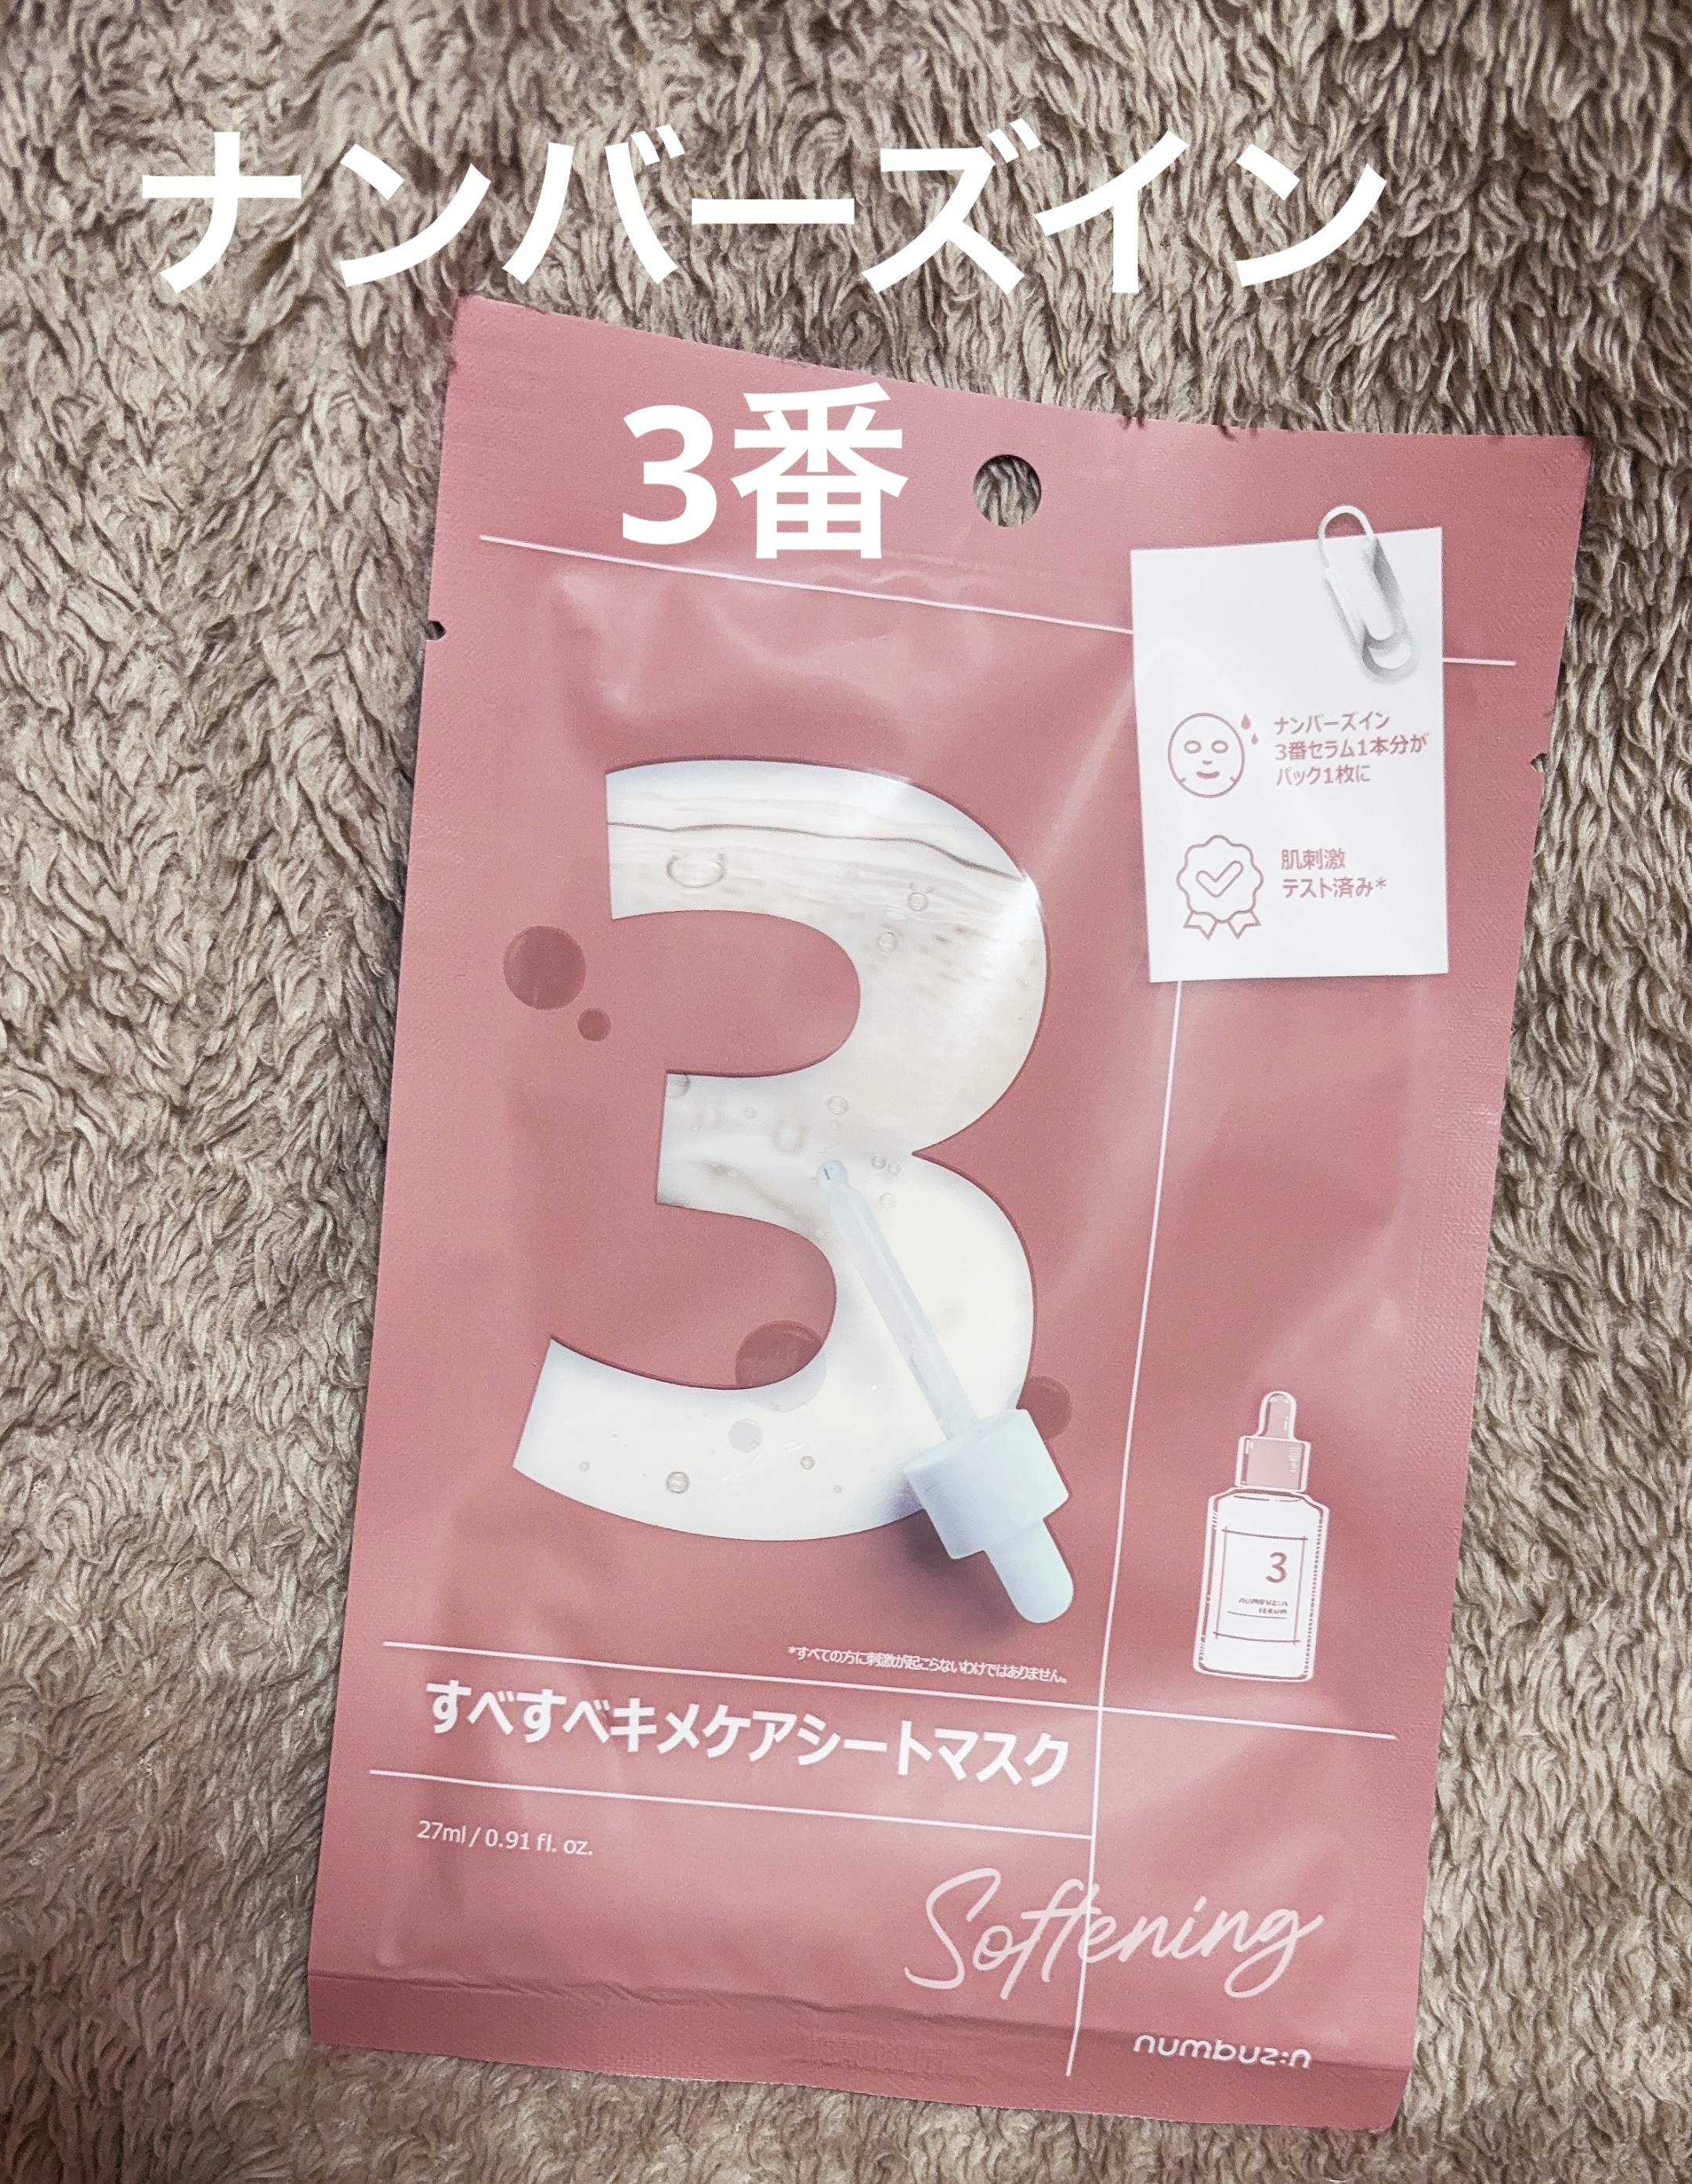 ナンバーズイン
3番
ナンバーズイン
3番セラム1本分が
パック1枚に
肌刺激
テスト済み*
3
3
numbuz:n
serum
*すべての方に刺激が起こらないわけではありません。
すべすべキメケアシートマスク
27ml / 0.91 fl. oz.
Softening
numbuz:n